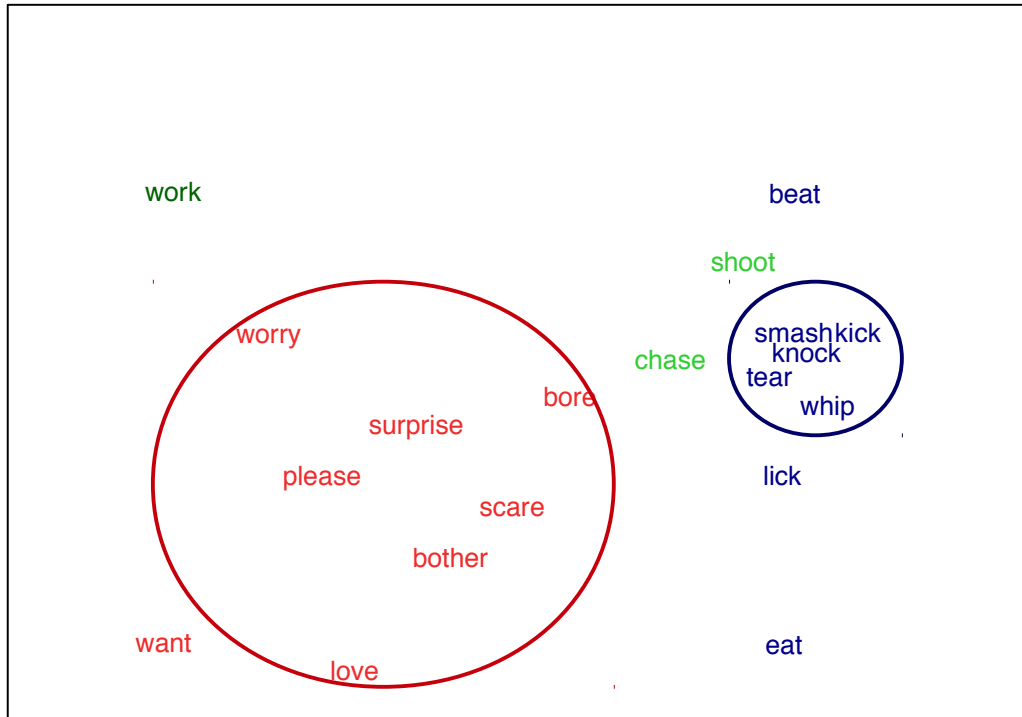 work
beat
shoot
worry
smash kick
knock
chase
tear
bore
whip
surprise
please
lick
scare
bother
want
eat
love